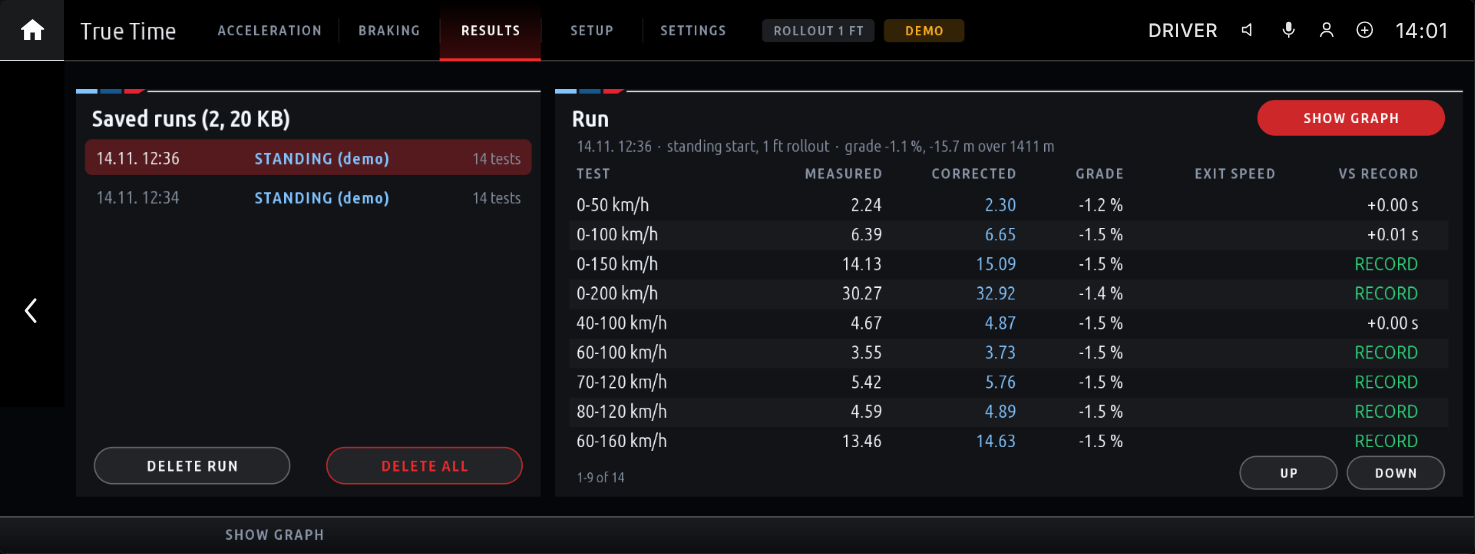 True Time ACCELERATION BRAKING RESULTS SETUP SETTINGS ROLLOUT 1 FT DEMO DRIVER 14:01
Saved runs (2, 20 KB)
14.11. 12:36 STANDING (demo) 14 tests
14.11. 12:34 STANDING (demo) 14 tests
DELETE RUN DELETE ALL
Run SHOW GRAPH
14.11. 12:36 · standing start, 1 ft rollout · grade -1.1 %, -15.7 m over 1411 m
TEST MEASURED CORRECTED GRADE EXIT SPEED VS RECORD
0-50 km/h 2.24 2.30 -1.2 % +0.00 s
0-100 km/h 6.39 6.65 -1.5 % +0.01 s
0-150 km/h 14.13 15.09 -1.5 % RECORD
0-200 km/h 30.27 32.92 -1.4 % RECORD
40-100 km/h 4.67 4.87 -1.5 % +0.00 s
60-100 km/h 3.55 3.73 -1.5 % RECORD
70-120 km/h 5.42 5.76 -1.5 % RECORD
80-120 km/h 4.59 4.89 -1.5 % RECORD
60-160 km/h 13.46 14.63 -1.5 % RECORD
1-9 of 14 UP DOWN
SHOW GRAPH